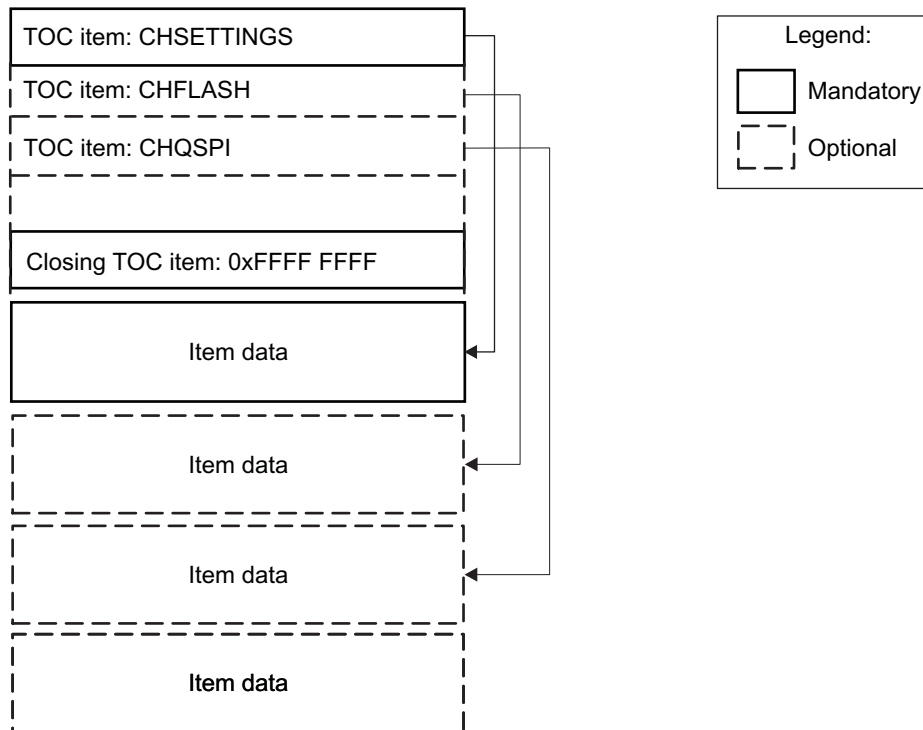 TOC item: CHSETTINGS
TOC item: CHFLASH
TOC item: CHQSPI
Closing TOC item: 0xFFFF FFFF
Item data
Item data
Item data
Item data
Legend:
Mandatory
Optional